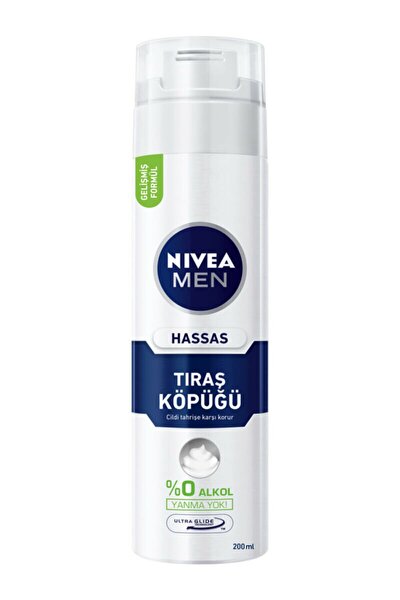 GELİŞMİŞ
FORMÜL
NIVEA
MEN
HASSAS
TIRAŞ
KÖPÜĞÜ
Cildi tahrişe karşı korur
%0 ALKOL
YANMA YOK!
ULTRA GLIDE
TM
200 ml